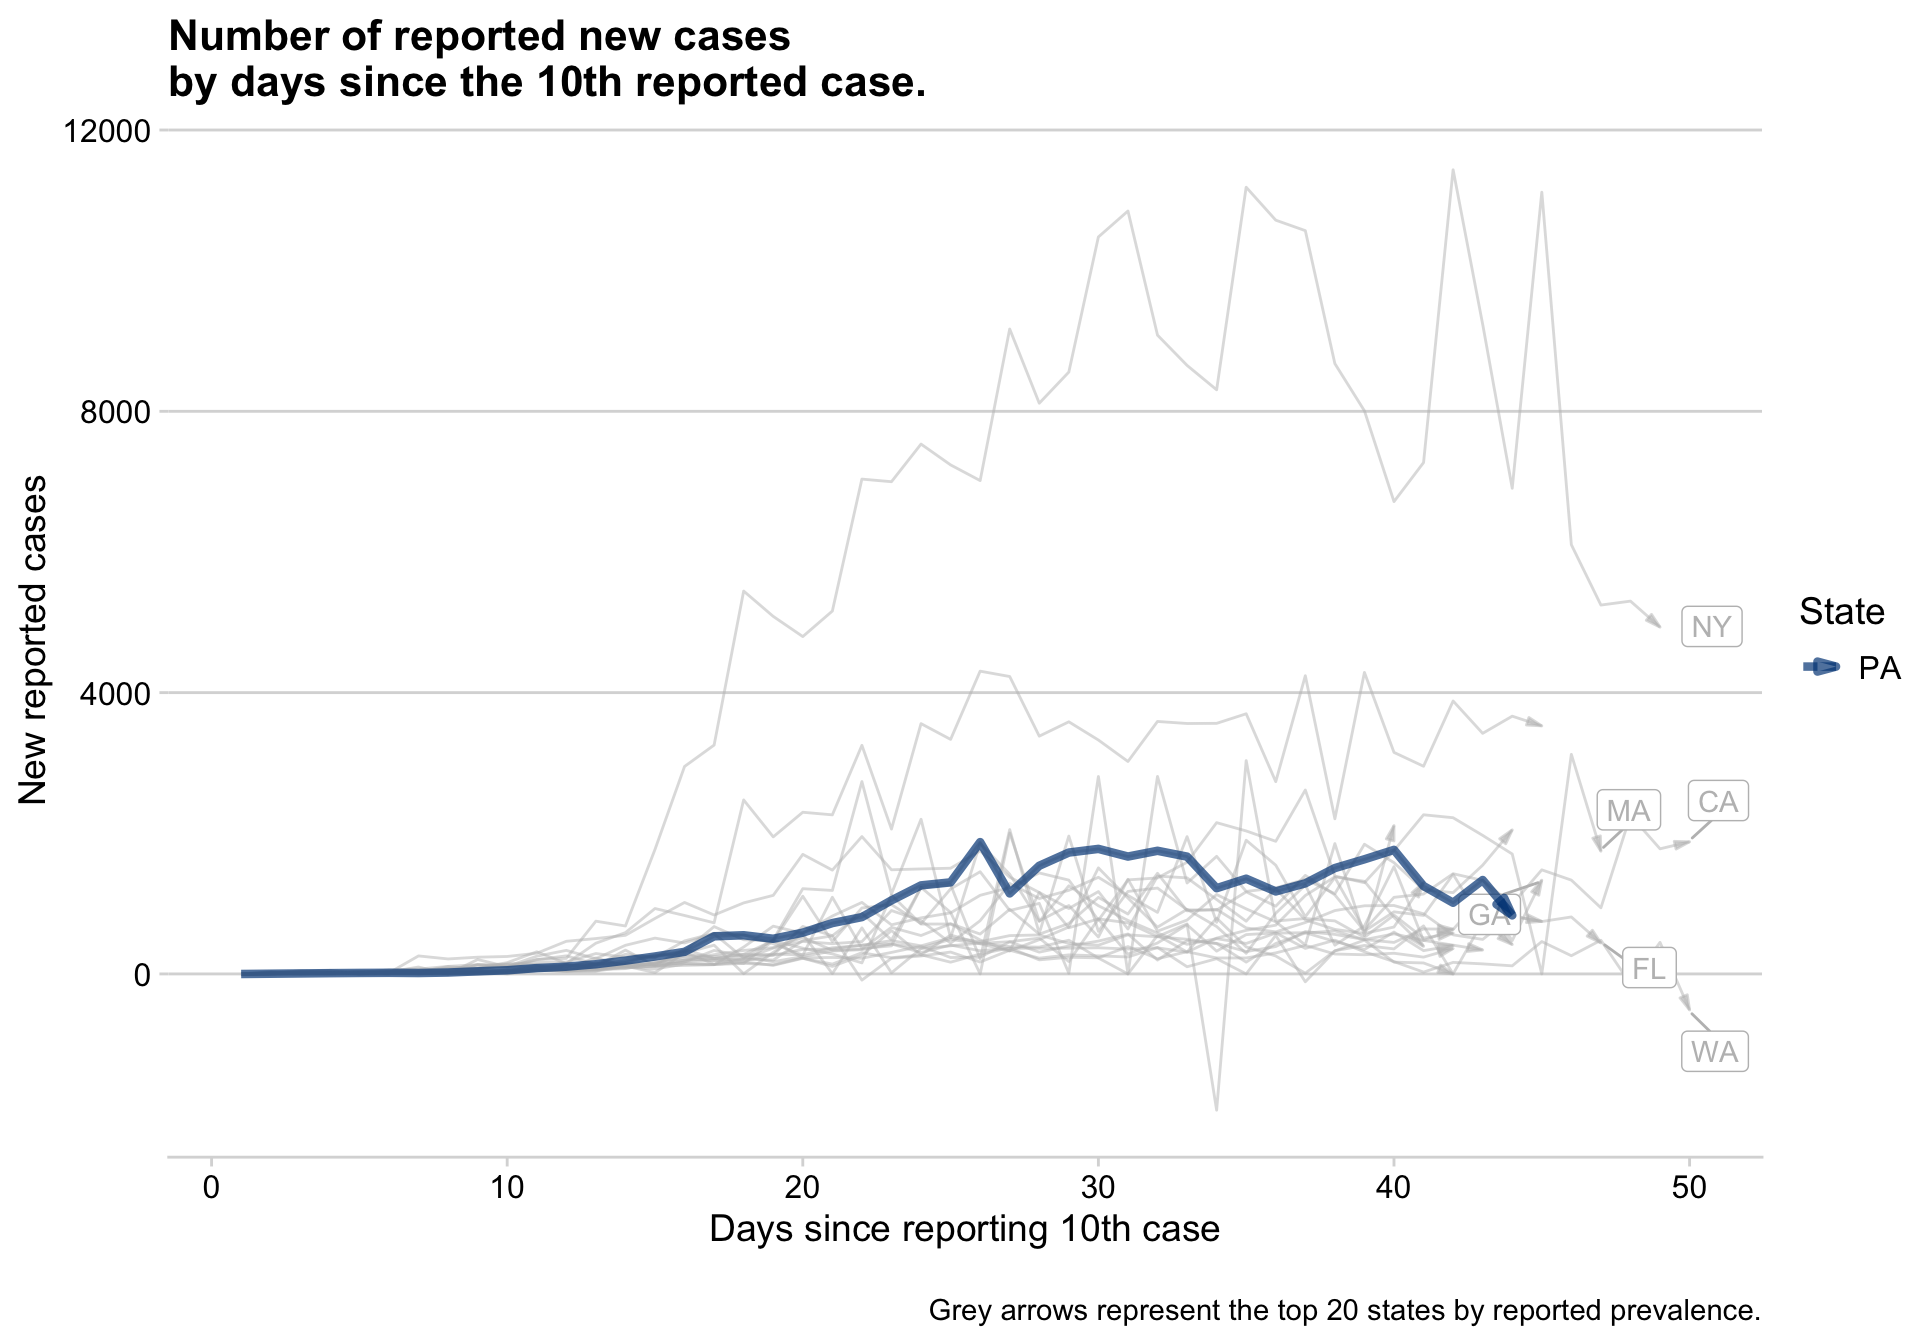 Number of reported new cases
by days since the 10th reported case.
12000
8000
4000
0
New reported cases
NY
MA
CA
GA
FL
WA
State
PA
0
10
20
30
40
50
Days since reporting 10th case
Grey arrows represent the top 20 states by reported prevalence.